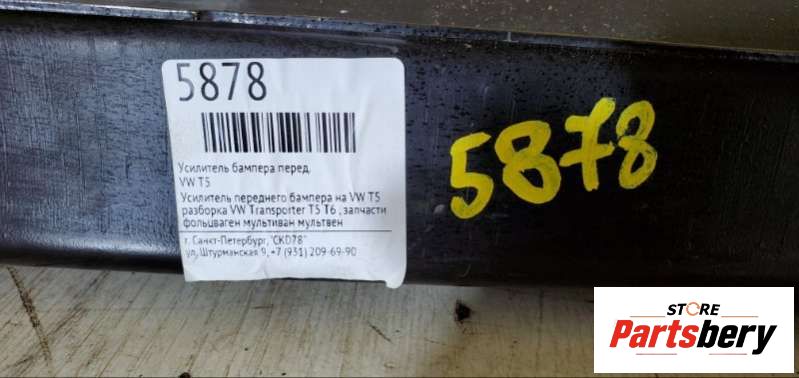 5878
Усилитель бампера перед.
VW T5
Усилитель переднего бампера на VW T5
разборка VW Transporter T5 T6 ,запчасти
фольцваген мультиван мультвен
г. Санкт-Петербург, "СКD78"
ул, Штурманская 9, +7 (931) 209-69-90
5878
STORE
Partsbery